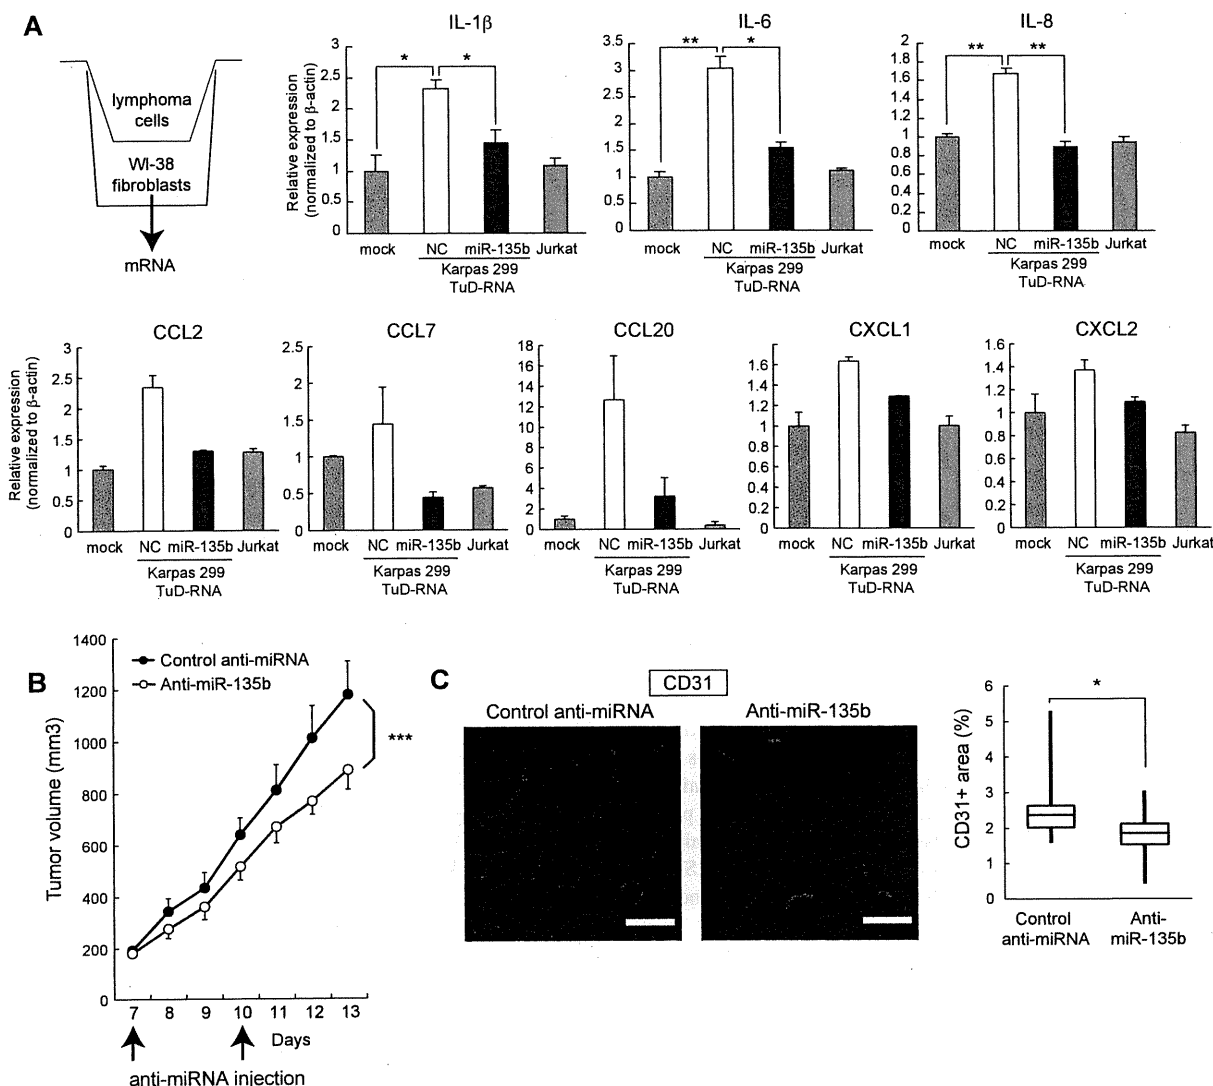 A
lymphoma
cells
WI-38
fibroblasts
mRNA
IL-1β
Relative expression
(normalized to β-actin)
3
2.5
2
1.5
1
0.5
0
*
*
mock
NC
miR-135b
Jurkat
Karpas 299
TuD-RNA
IL-6
3.5
3
2.5
2
1.5
1
0.5
0
**
*
mock
NC
miR-135b
Jurkat
Karpas 299
TuD-RNA
IL-8
2
1.8
1.6
1.4
1.2
1
0.8
0.6
0.4
0.2
0
**
**
mock
NC
miR-135b
Jurkat
Karpas 299
TuD-RNA
CCL2
Relative expression
(normalized to β-actin)
3
2.5
2
1.5
1
0.5
0
mock
NC miR-135b Jurkat
Karpas 299
TuD-RNA
CCL7
2.5
2
1.5
1
0.5
0
mock
NC miR-135b Jurkat
Karpas 299
TuD-RNA
CCL20
18
16
14
12
10
8
6
4
2
0
mock
NC miR-135b Jurkat
Karpas 299
TuD-RNA
CXCL1
1.6
1.4
1.2
1
1.4
1.6
1.4
1.2
0
mock
NC miR-135b Jurkat
Karpas 299
TuD-RNA
CXCL2
1.6
1.4
1.2
1
0.8
1.6
1.4
1.2
0
mock
NC miR-135b Jurkat
Karpas 299
TuD-RNA
B
Tumor volume (mm3)
1400
1200
1000
800
600
400
200
0
Control anti-miRNA
Anti-miR-135b
***
7
8
9
10
11
12
13
Days
anti-miRNA injection
C
CD31
Control anti-miRNA
Anti-miR-135b
CD31+ area (%)
6
5
4
3
2
1
0
*
Control
anti-miRNA
Anti-
miR-135b